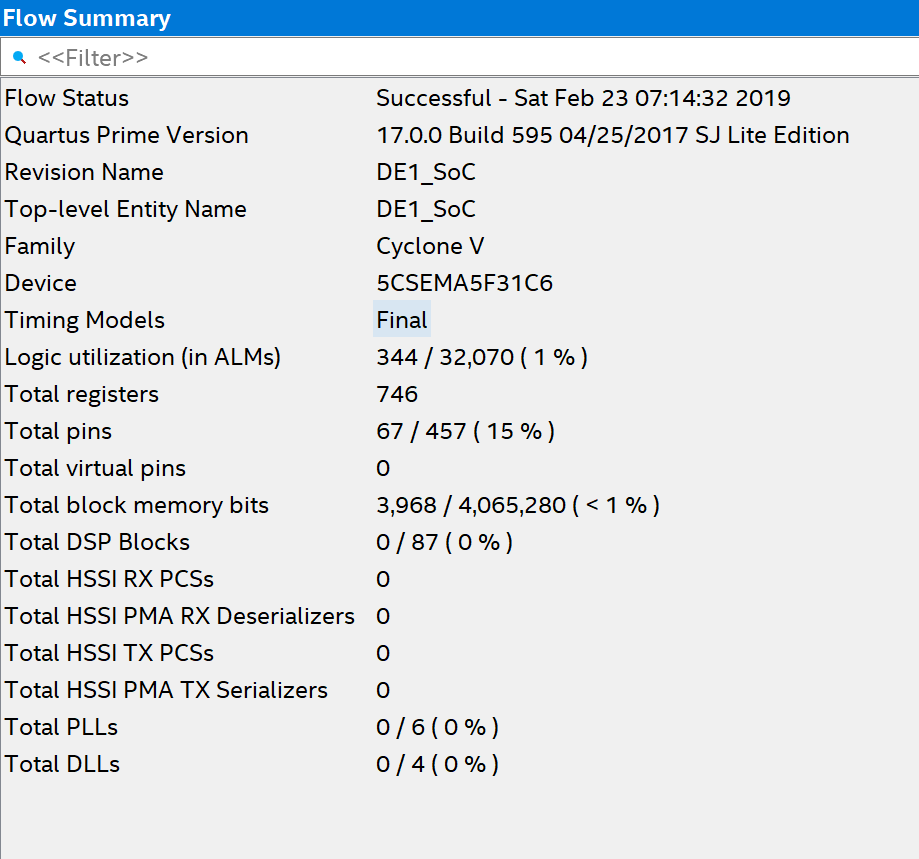 Flow Summary
<<Filter>>
Flow Status Successful - Sat Feb 23 07:14:32 2019
Quartus Prime Version 17.0.0 Build 595 04/25/2017 SJ Lite Edition
Revision Name DE1_SoC
Top-level Entity Name DE1_SoC
Family Cyclone V
Device 5CSEMA5F31C6
Timing Models Final
Logic utilization (in ALMs) 344 / 32,070 ( 1 % )
Total registers 746
Total pins 67 / 457 ( 15 % )
Total virtual pins 0
Total block memory bits 3,968 / 4,065,280 ( < 1 % )
Total DSP Blocks 0 / 87 ( 0 % )
Total HSSI RX PCSs 0
Total HSSI PMA RX Deserializers 0
Total HSSI TX PCSs 0
Total HSSI PMA TX Serializers 0
Total PLLs 0 / 6 ( 0 % )
Total DLLs 0 / 4 ( 0 % )